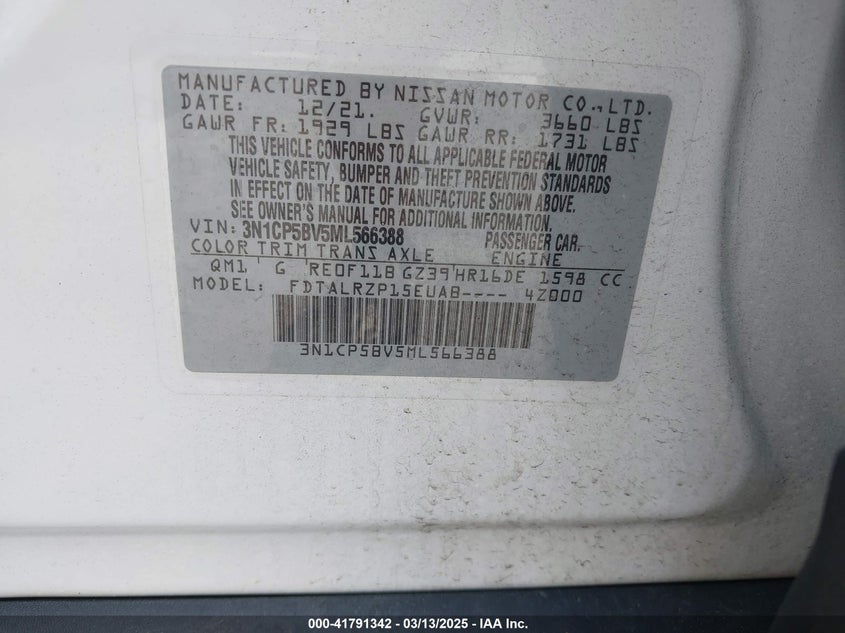 MANUFACTURED BY NISSAN MOTOR CO., LTD.
DATE: 12/21. GVWR: 3660 LBS
GAWR FR: 1929 LBS GAWR RR: 1731 LBS
THIS VEHICLE CONFORMS TO ALL APPLICABLE FEDERAL MOTOR
VEHICLE SAFETY, BUMPER AND THEFT PREVENTION STANDARDS
IN EFFECT ON THE DATE OF MANUFACTURE SHOWN ABOVE.
SEE OWNER'S MANUAL FOR ADDITIONAL INFORMATION.
VIN: 3N1CP5BV5ML566388 PASSENGER CAR.
COLOR TRIM TRANS AXLE ENGINE
QM1 G RE0F11B GZ39 HR16DE 1598 CC
MODEL: FDTALRZP15EUAB---- 4Z000
3N1CP5BV5ML566388
000-41791342 - 03/13/2025 - IAA Inc.